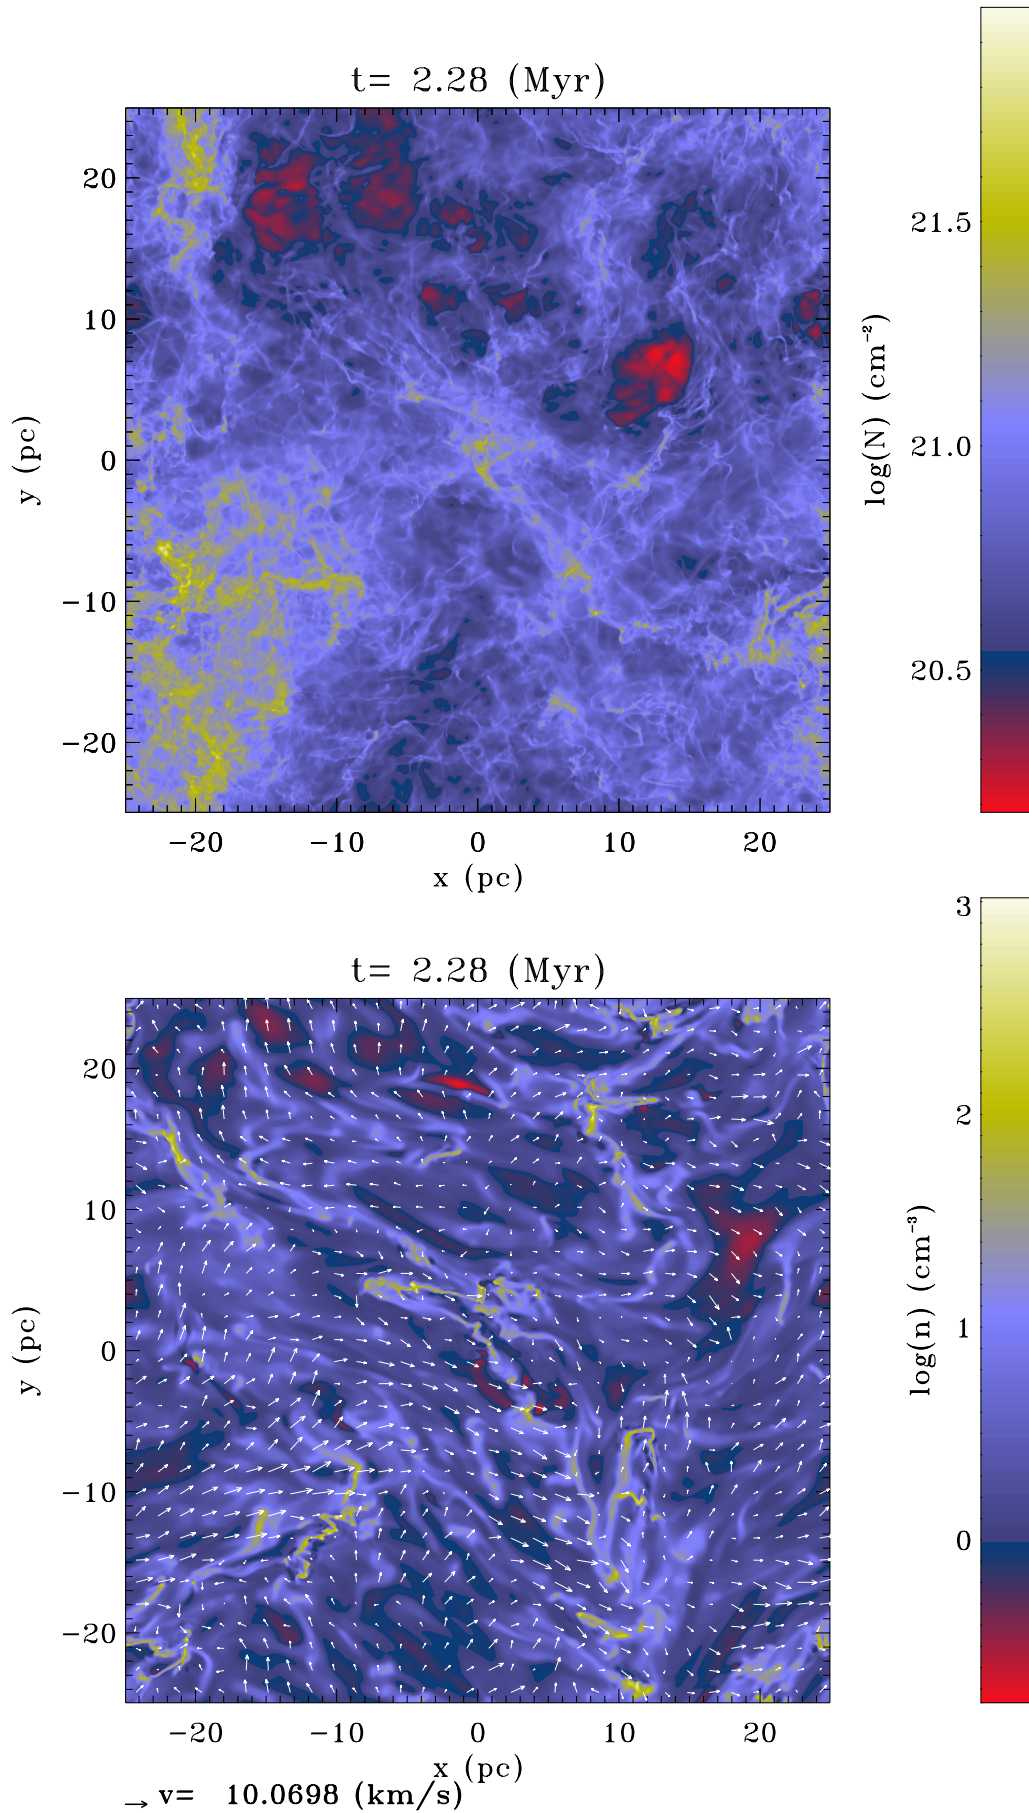 t= 2.28 (Myr)
21.5
21.0
20.5
log(N) (cm⁻²)
20
10
0
−10
−20
y (pc)
−20 −10 0 10 20
x (pc)
t= 2.28 (Myr)
3
2
1
0
log(n) (cm⁻³)
20
10
0
−10
−20
y (pc)
−20 −10 0 10 20
x (pc)
→ v= 10.0698 (km/s)